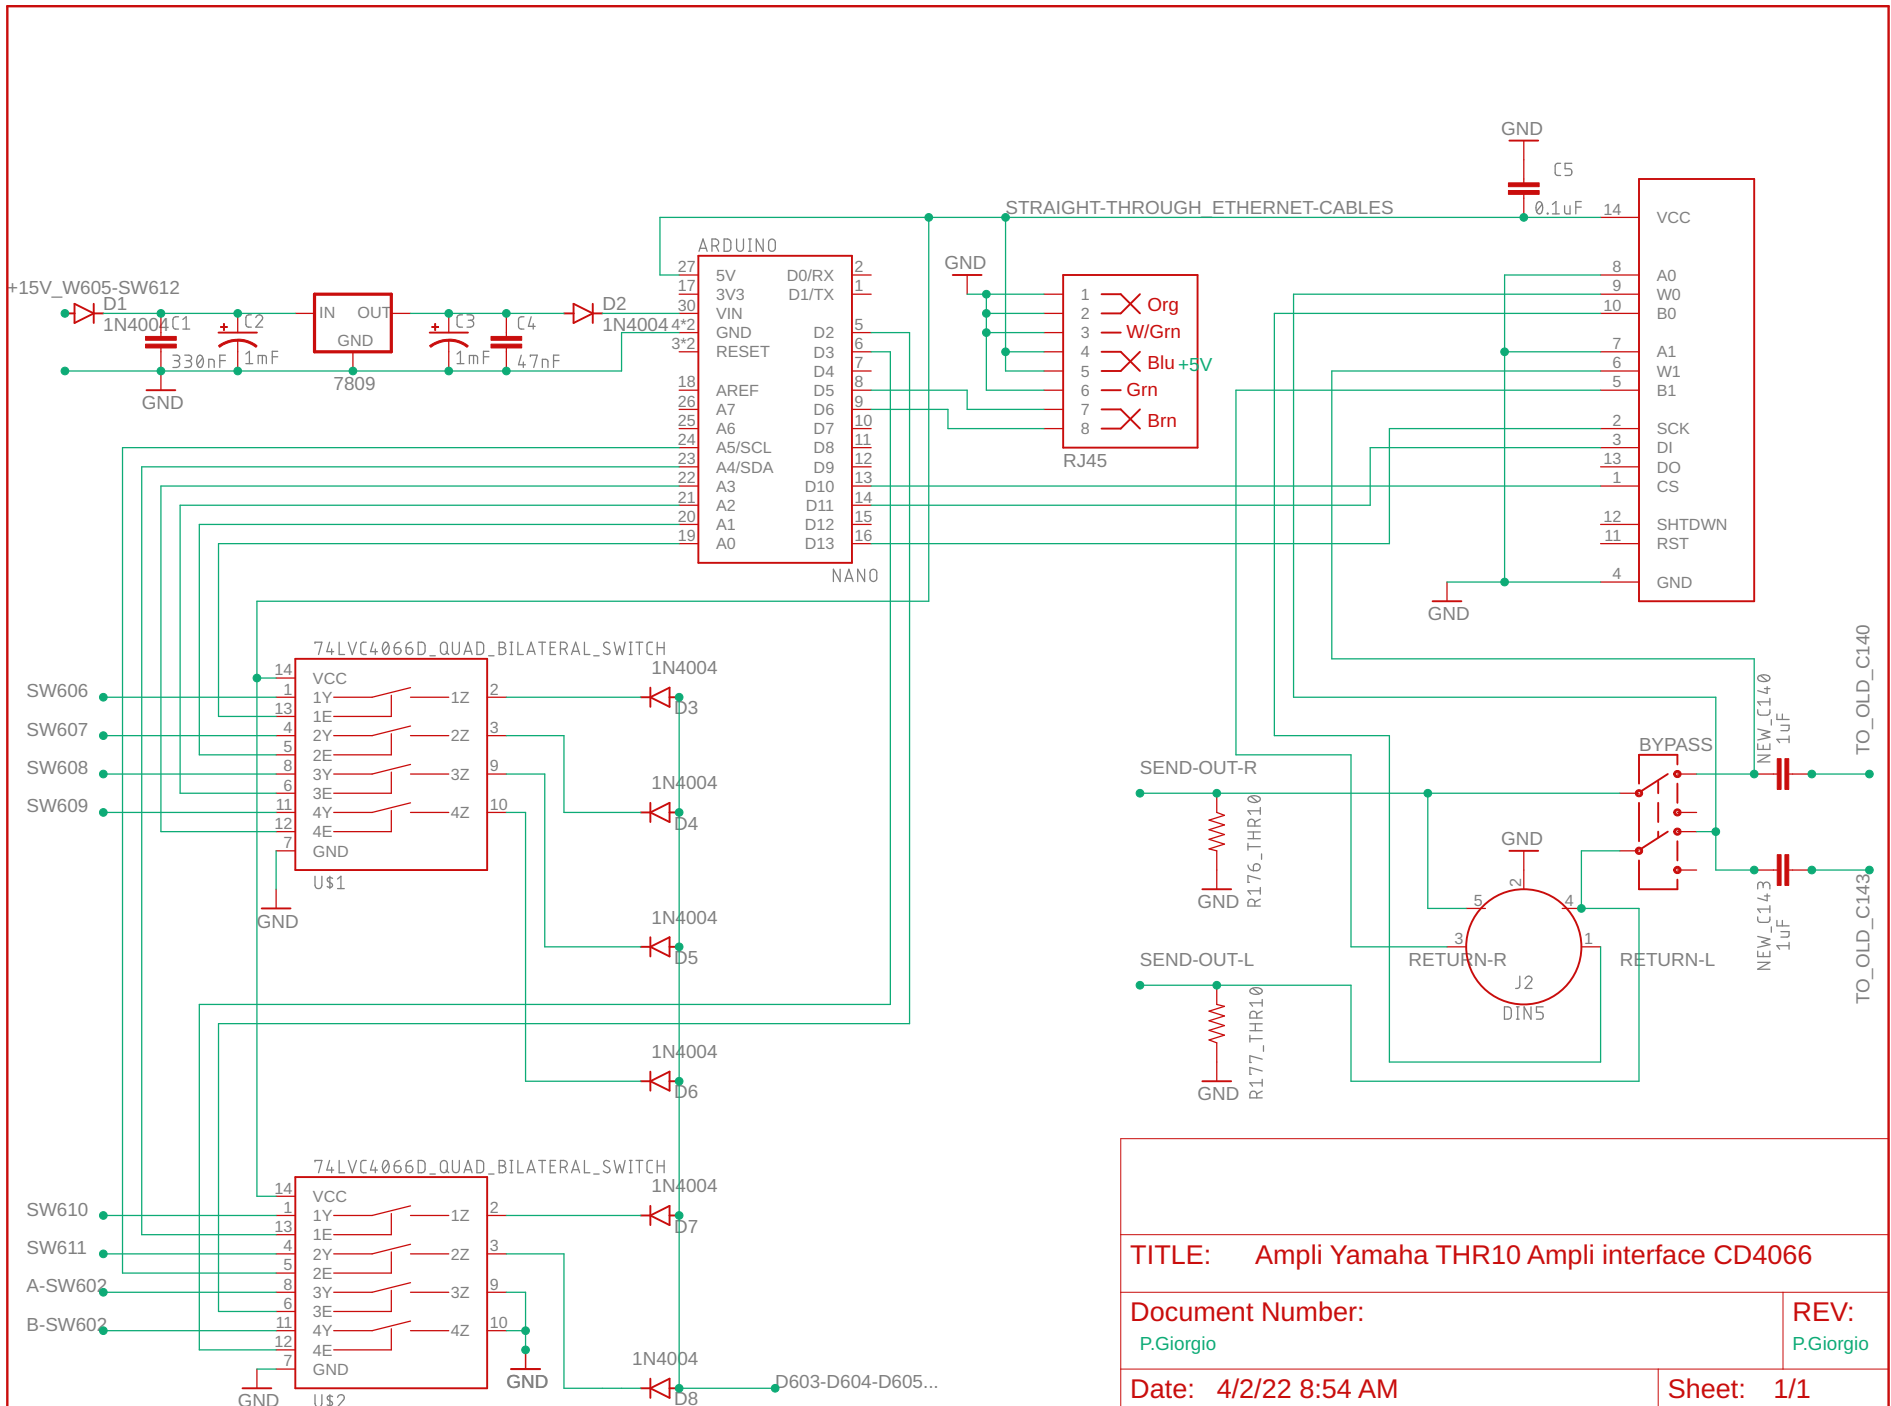 GND
C5
0.1uF
STRAIGHT-THROUGH_ETHERNET-CABLES
14 VCC
8 A0
9 W0
10 B0
7 A1
6 W1
5 B1
2 SCK
3 DI
13 DO
1 CS
12 SHTDWN
11 RST
4 GND
GND
+15V_W605-SW612
D1
1N4004
C1
330nF
C2
1mF
GND
IN OUT
GND
7809
C3
1mF
C4
47nF
D2
1N4004
ARDUINO
27 5V D0/RX 2
17 3V3 D1/TX 1
30 VIN
4*2 GND D2 5
3*2 RESET D3 6
D4 7
18 AREF D5 8
26 A7 D6 9
25 A6 D7 10
24 A5/SCL D8 11
23 A4/SDA D9 12
22 A3 D10 13
21 A2 D11 14
20 A1 D12 15
19 A0 D13 16
NANO
GND
1 Org
2
3 W/Grn
4 Blu +5V
5
6 Grn
7 Brn
8
RJ45
74LVC4066D_QUAD_BILATERAL_SWITCH
14 VCC
SW606 1 1Y 1Z 2
13 1E
SW607 4 2Y 2Z 3
5 2E
SW608 8 3Y 3Z 9
6 3E
SW609 11 4Y 4Z 10
12 4E
7 GND
U$1
GND
1N4004
D3
1N4004
D4
1N4004
D5
1N4004
D6
74LVC4066D_QUAD_BILATERAL_SWITCH
1N4004
D7
14 VCC
SW610 1 1Y 1Z 2
13 1E
SW611 4 2Y 2Z 3
5 2E
A-SW602 8 3Y 3Z 9
6 3E
B-SW602 11 4Y 4Z 10
12 4E
7 GND
GND
U$2
GND
1N4004
D8
D603-D604-D605...
SEND-OUT-R
R176_THR10
GND
SEND-OUT-L
R177_THR10
GND
BYPASS
NEW_C140
1uF
TO_OLD_C140
NEW_C143
1uF
TO_OLD_C143
GND
2
5 4
3 1
RETURN-R
RETURN-L
J2
DIN5
TITLE: Ampli Yamaha THR10 Ampli interface CD4066
Document Number:
P.Giorgio
REV:
P.Giorgio
Date: 4/2/22 8:54 AM
Sheet: 1/1